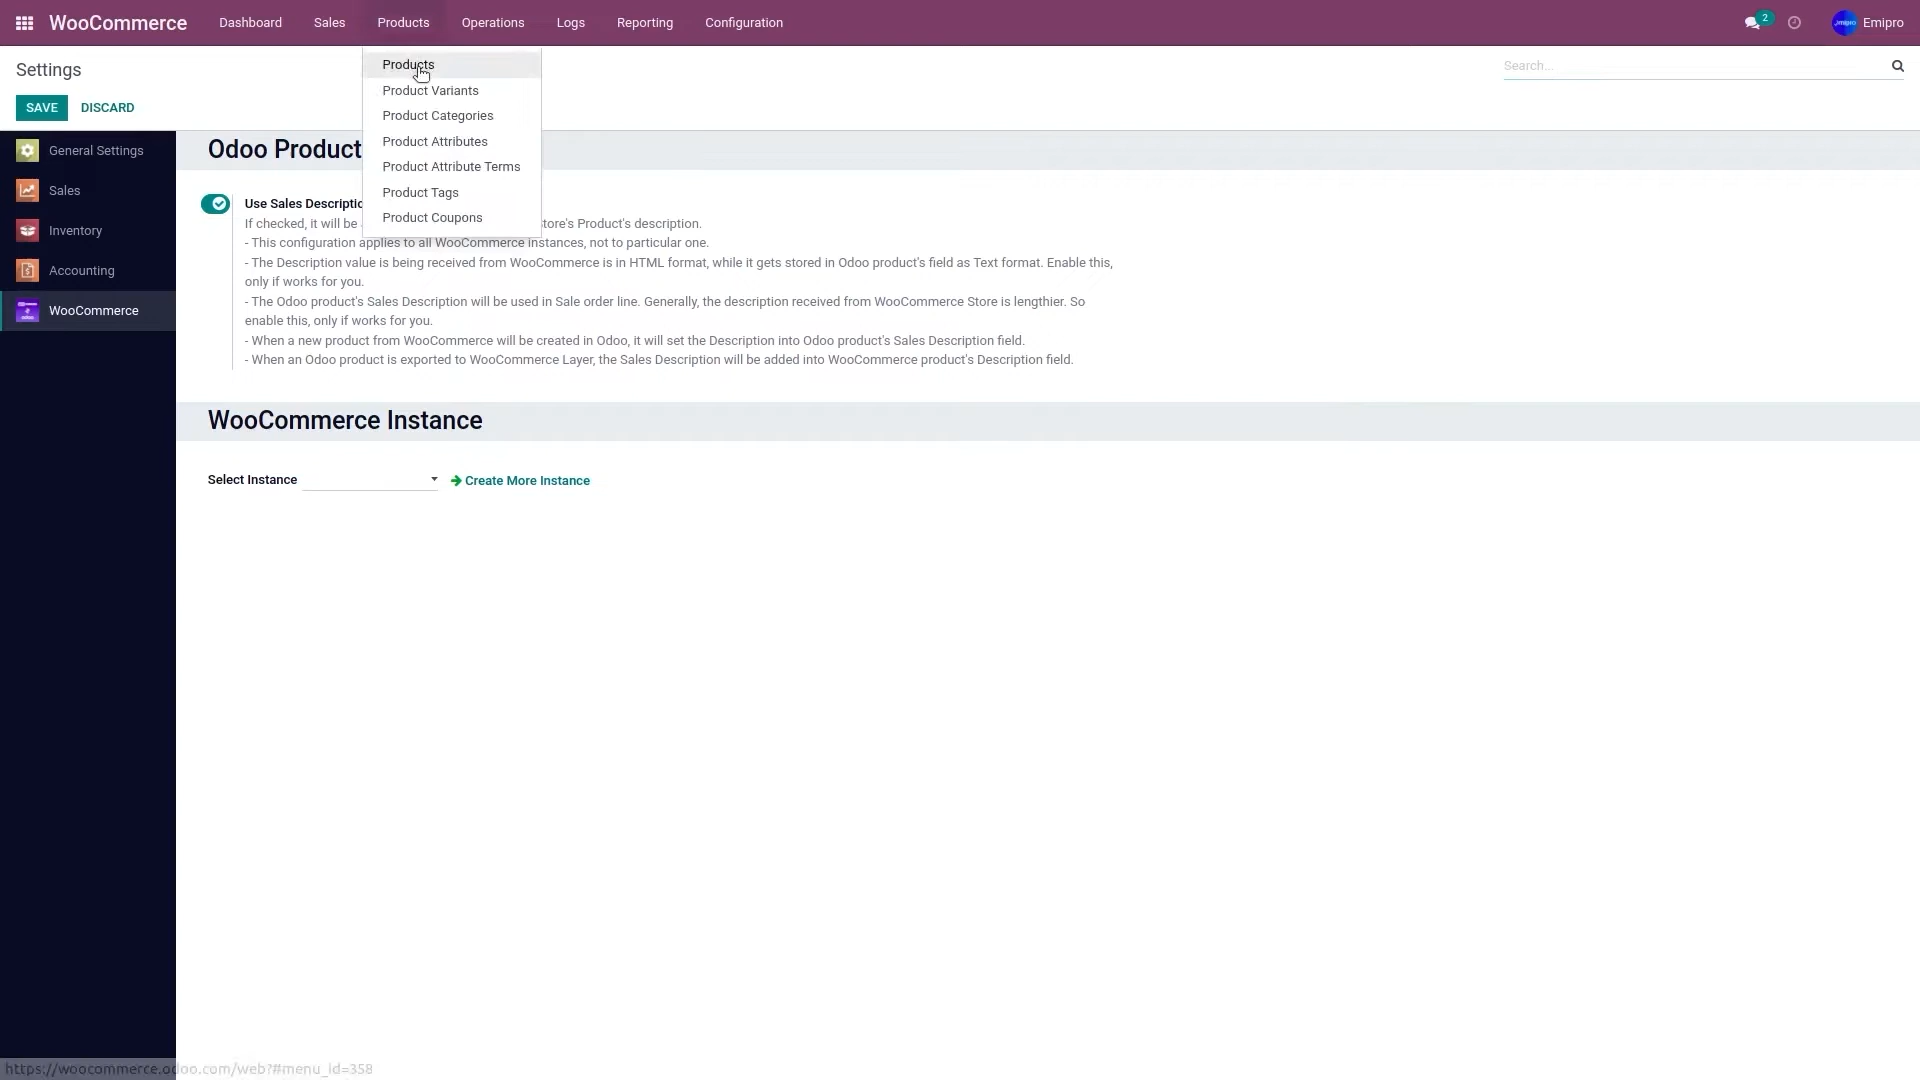 WooCommerce Dashboard Sales Products Operations Logs Reporting Configuration 2 Emipro
Settings
Search...
SAVE DISCARD
Products
Product Variants
Product Categories
Product Attributes
Product Attribute Terms
Product Tags
Product Coupons
General Settings
Sales
Inventory
Accounting
WooCommerce
Odoo Product
Use Sales Descriptio
If checked, it will be tore's Product's description.
- This configuration applies to all WooCommerce instances, not to particular one.
- The Description value is being received from WooCommerce is in HTML format, while it gets stored in Odoo product's field as Text format. Enable this,
only if works for you.
- The Odoo product's Sales Description will be used in Sale order line. Generally, the description received from WooCommerce Store is lengthier. So
enable this, only if works for you.
- When a new product from WooCommerce will be created in Odoo, it will set the Description into Odoo product's Sales Description field.
- When an Odoo product is exported to WooCommerce Layer, the Sales Description will be added into WooCommerce product's Description field.
WooCommerce Instance
Select Instance Create More Instance
https://woocommerce.odoo.com/web?#menu_id=358